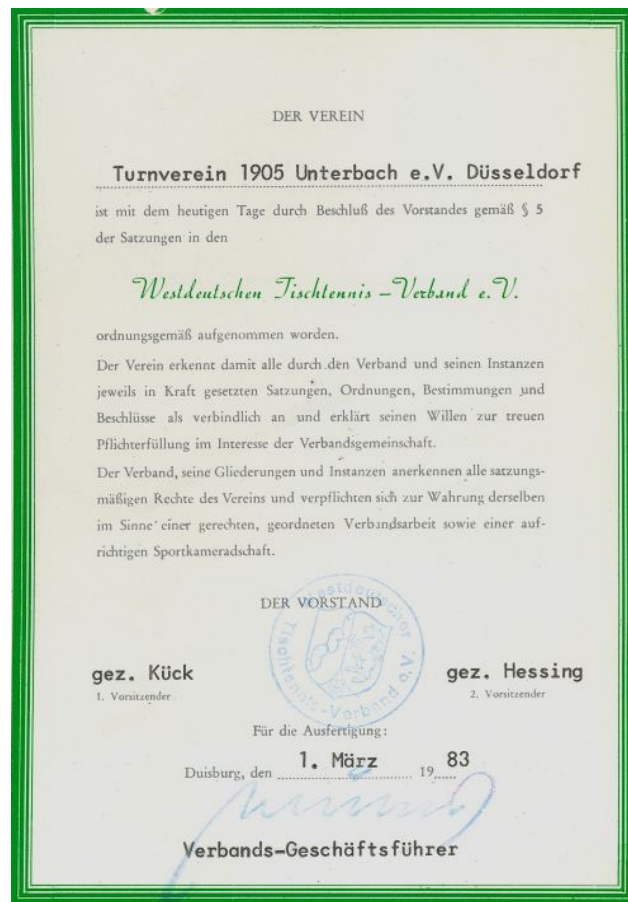 DER VEREIN
Turnverein 1905 Unterbach e.V. Düsseldorf
ist mit dem heutigen Tage durch Beschluß des Vorstandes gemäß § 5
der Satzungen in den
Westdeutschen Tischtennis – Verband e.V.
ordnungsgemäß aufgenommen worden.
Der Verein erkennt damit alle durch den Verband und seinen Instanzen
jeweils in Kraft gesetzten Satzungen, Ordnungen, Bestimmungen und
Beschlüsse als verbindlich an und erklärt seinen Willen zur treuen
Pflichterfüllung im Interesse der Verbandsgemeinschaft.
Der Verband, seine Gliederungen und Instanzen anerkennen alle satzungs-
mäßigen Rechte des Vereins und verpflichten sich zur Wahrung derselben
im Sinne einer gerechten, geordneten Verbandsarbeit sowie einer auf-
richtigen Sportkameradschaft.
DER VORSTAND
Westdeutscher
Tischtennis-Verband e.V.
gez. Kück gez. Hessing
1. Vorsitzender 2. Vorsitzender
Für die Ausfertigung:
Duisburg, den 1. März 19 83
Verbands-Geschäftsführer